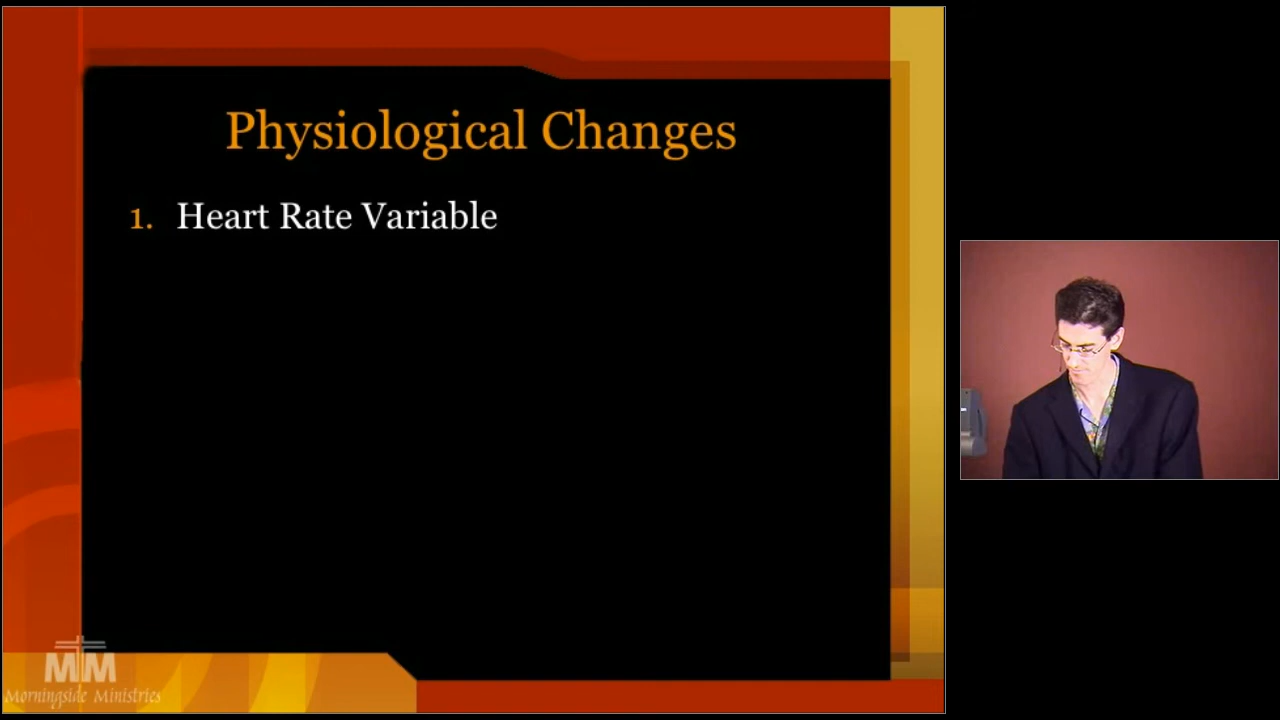 Physiological Changes
1. Heart Rate Variable
MM
Morningside Ministries